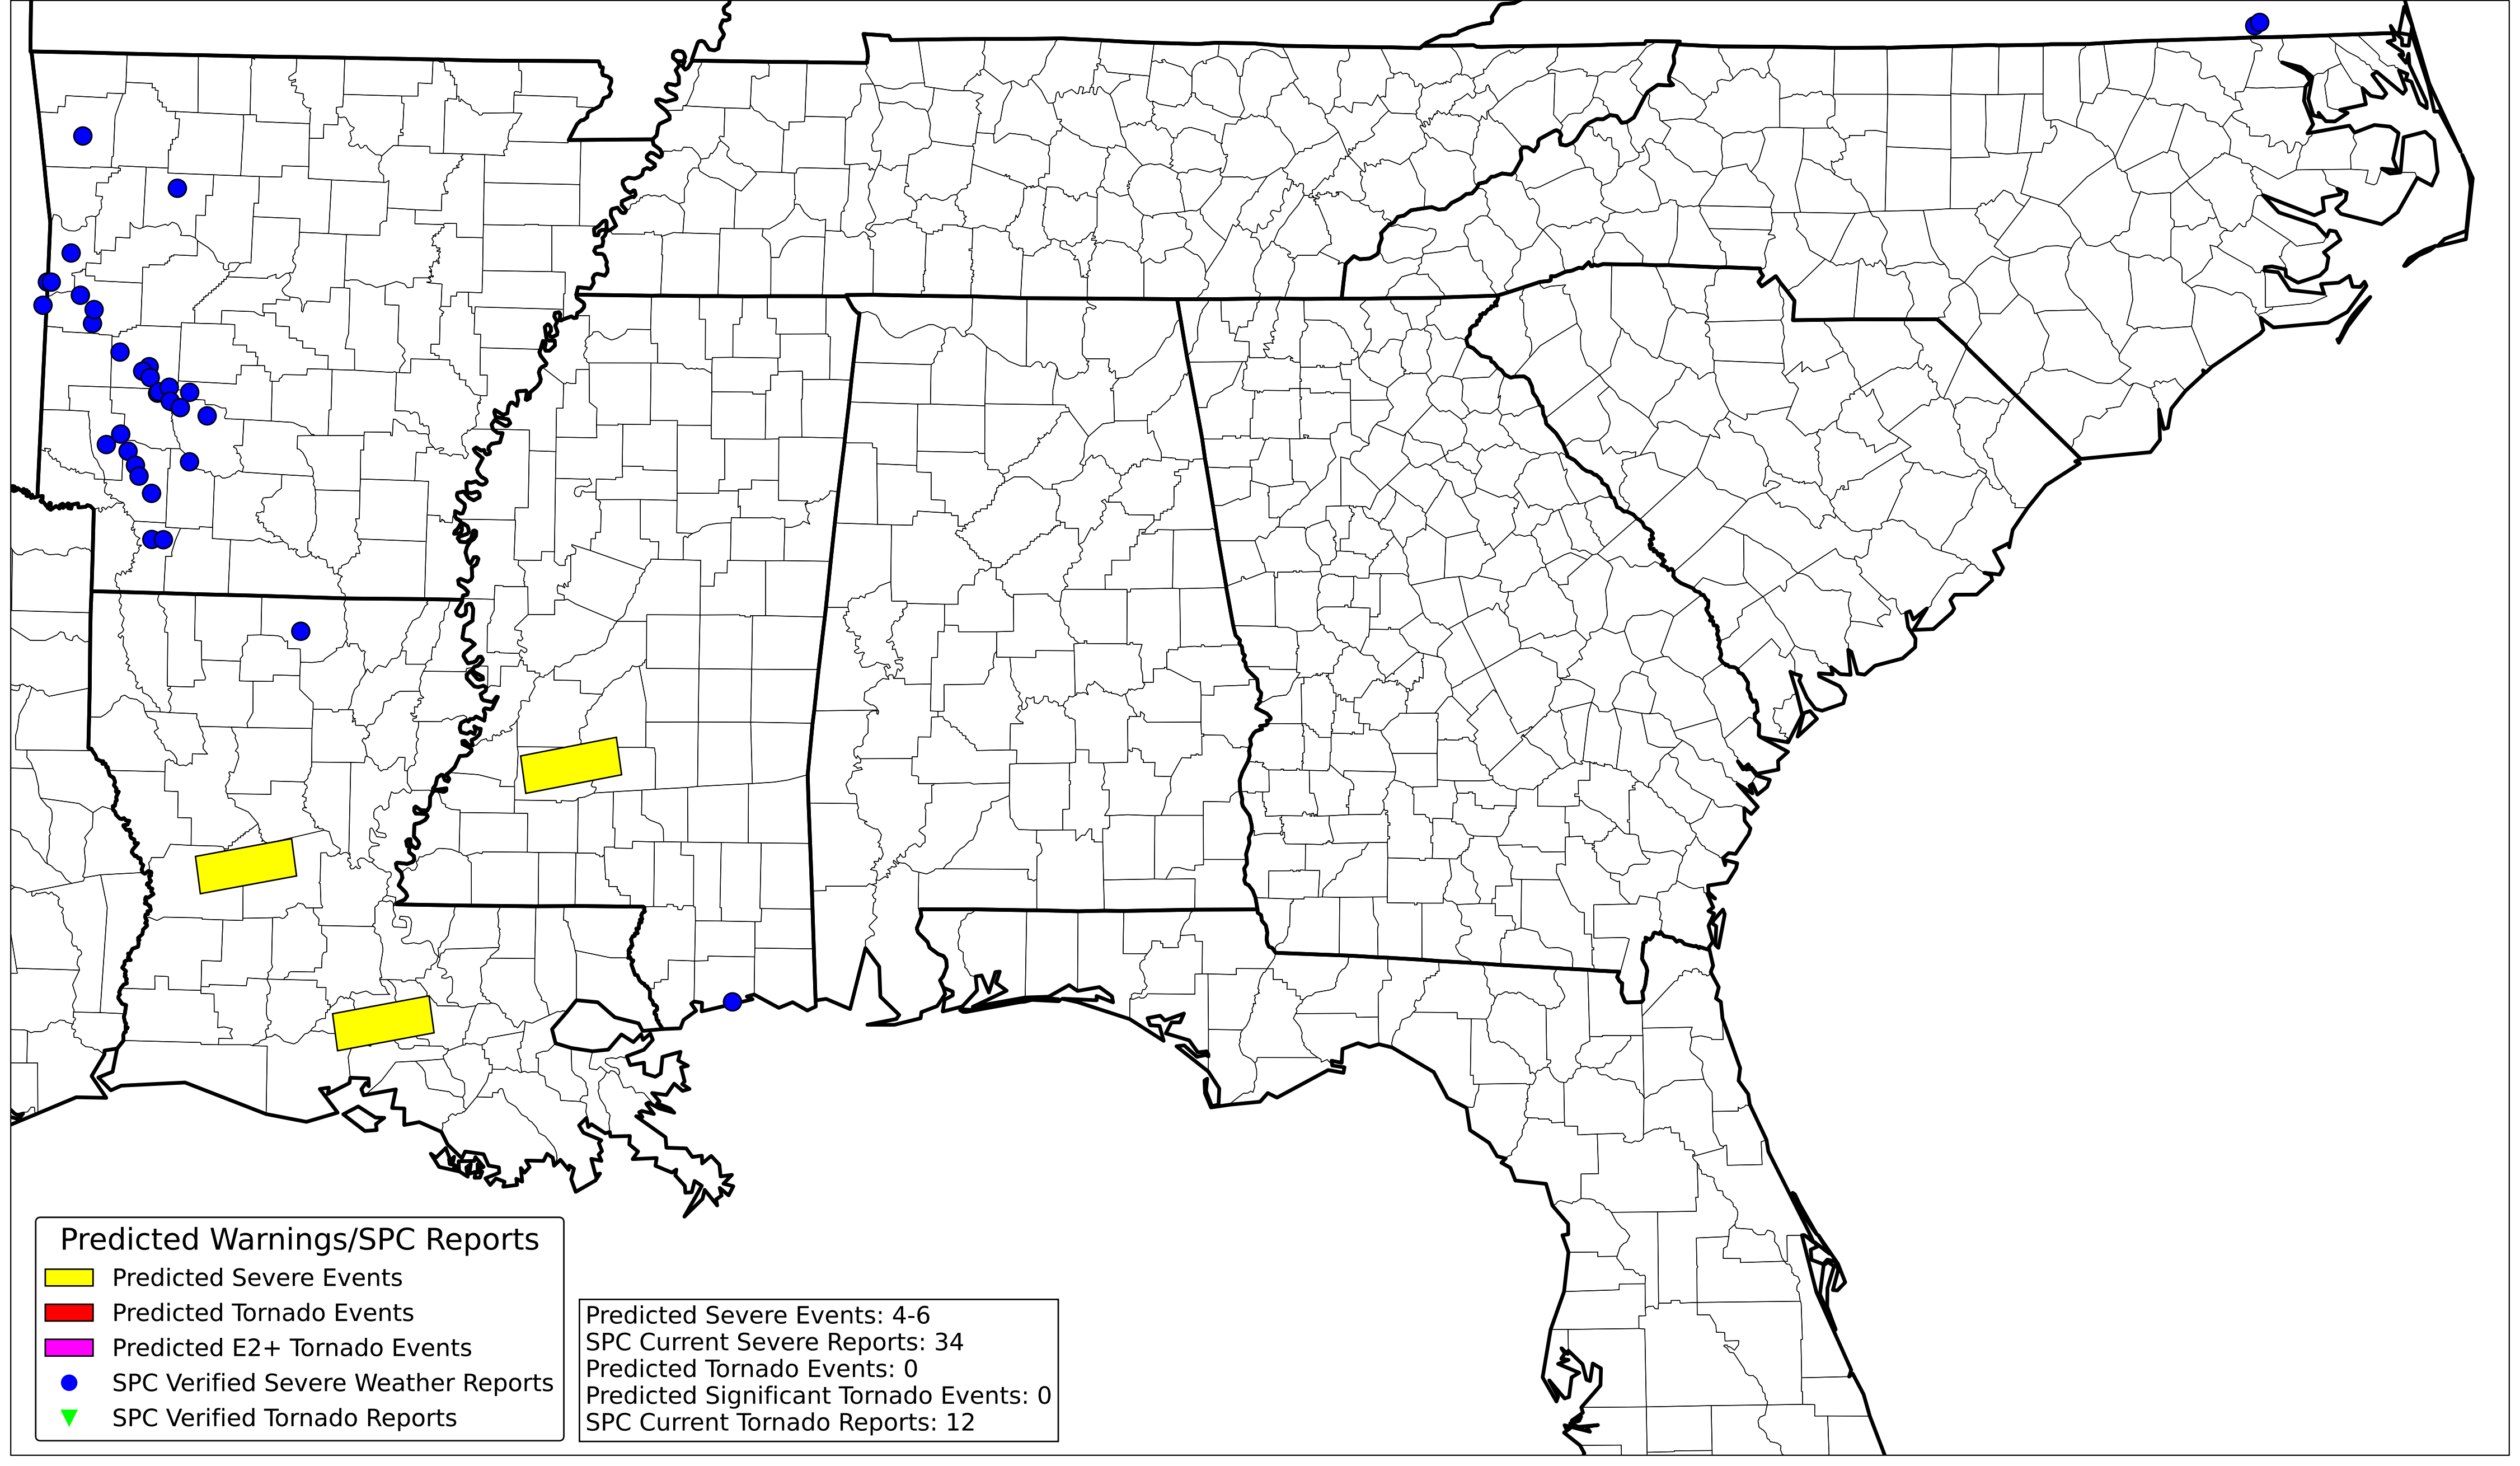 Predicted Warnings/SPC Reports
Predicted Severe Events
Predicted Tornado Events
Predicted E2+ Tornado Events
SPC Verified Severe Weather Reports
SPC Verified Tornado Reports
Predicted Severe Events: 4-6
SPC Current Severe Reports: 34
Predicted Tornado Events: 0
Predicted Significant Tornado Events: 0
SPC Current Tornado Reports: 12